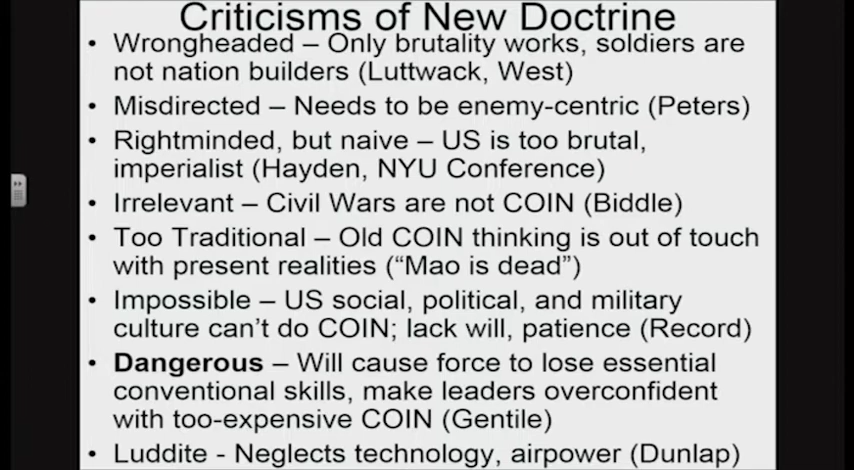 Criticisms of New Doctrine
• Wrongheaded – Only brutality works, soldiers are
not nation builders (Luttwack, West)
• Misdirected – Needs to be enemy-centric (Peters)
• Rightminded, but naive – US is too brutal,
imperialist (Hayden, NYU Conference)
• Irrelevant – Civil Wars are not COIN (Biddle)
• Too Traditional – Old COIN thinking is out of touch
with present realities (“Mao is dead”)
• Impossible – US social, political, and military
culture can’t do COIN; lack will, patience (Record)
• Dangerous – Will cause force to lose essential
conventional skills, make leaders overconfident
with too-expensive COIN (Gentile)
• Luddite - Neglects technology, airpower (Dunlap)